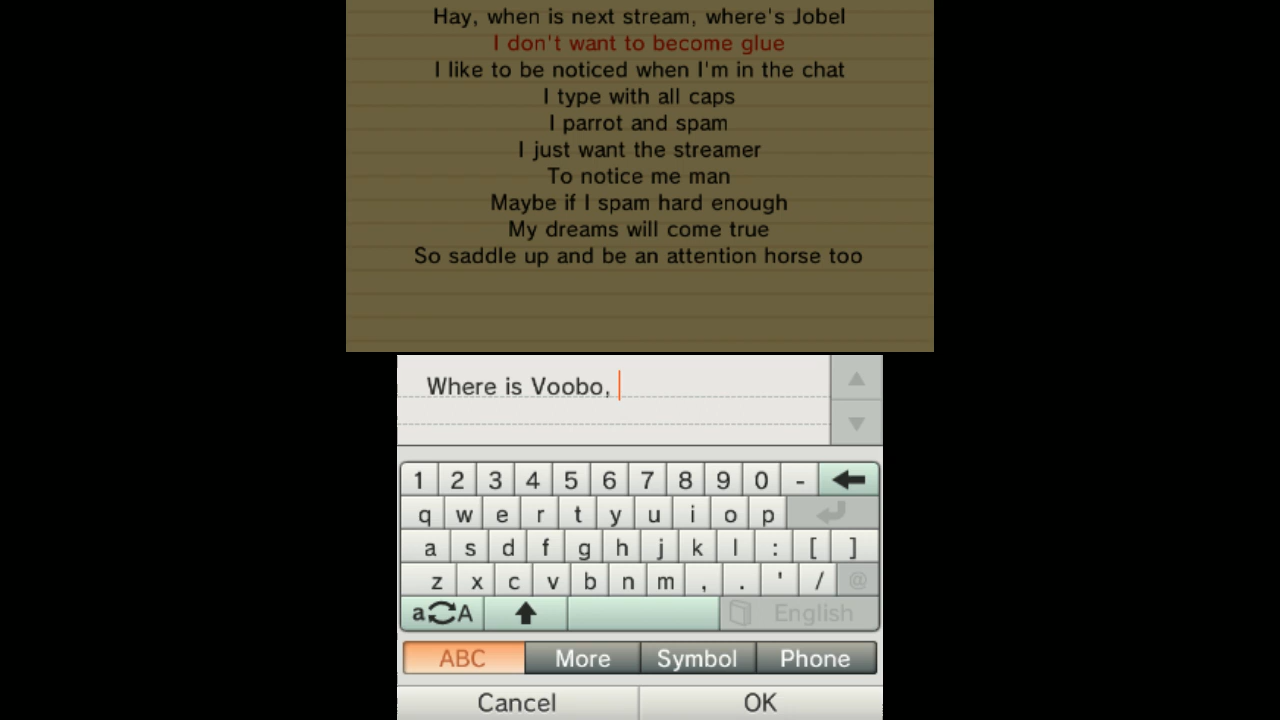 Hay, when is next stream, where's Jobel
I don't want to become glue
I like to be noticed when I'm in the chat
I type with all caps
I parrot and spam
I just want the streamer
To notice me man
Maybe if I spam hard enough
My dreams will come true
So saddle up and be an attention horse too
Where is Voobo,
1 2 3 4 5 6 7 8 9 0 -
q w e r t y u i o p
a s d f g h j k l : [ ]
z x c v b n m , . ' / @
a A English
ABC More Symbol Phone
Cancel OK